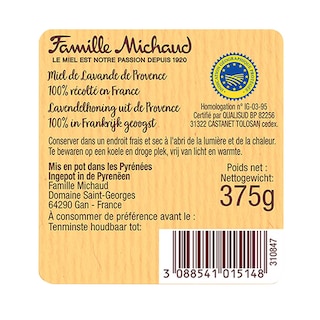 Famille Michaud
LE MIEL EST NOTRE PASSION DEPUIS 1920
Miel de Lavande de Provence
100% récolté en France
Lavendelhoning uit de Provence
100% in Frankrijk geoogst
Homologation n° IG-03-95
Certifié par QUALISUD BP 82256
31322 CASTANET TOLOSAN cedex.
Conserver dans un endroit frais et sec à l'abri de la lumière et de la chaleur.
Te bewaren op een koele en droge plek, vrij van licht en warmte.
Mis en pot dans les Pyrénées
Ingepot in de Pyreneën
Famille Michaud
Domaine Saint-Georges
64290 Gan - France
Poids net :
Nettogewicht:
375g
À consommer de préférence avant le :
Tenminste houdbaar tot:
310847
3 088541 015148